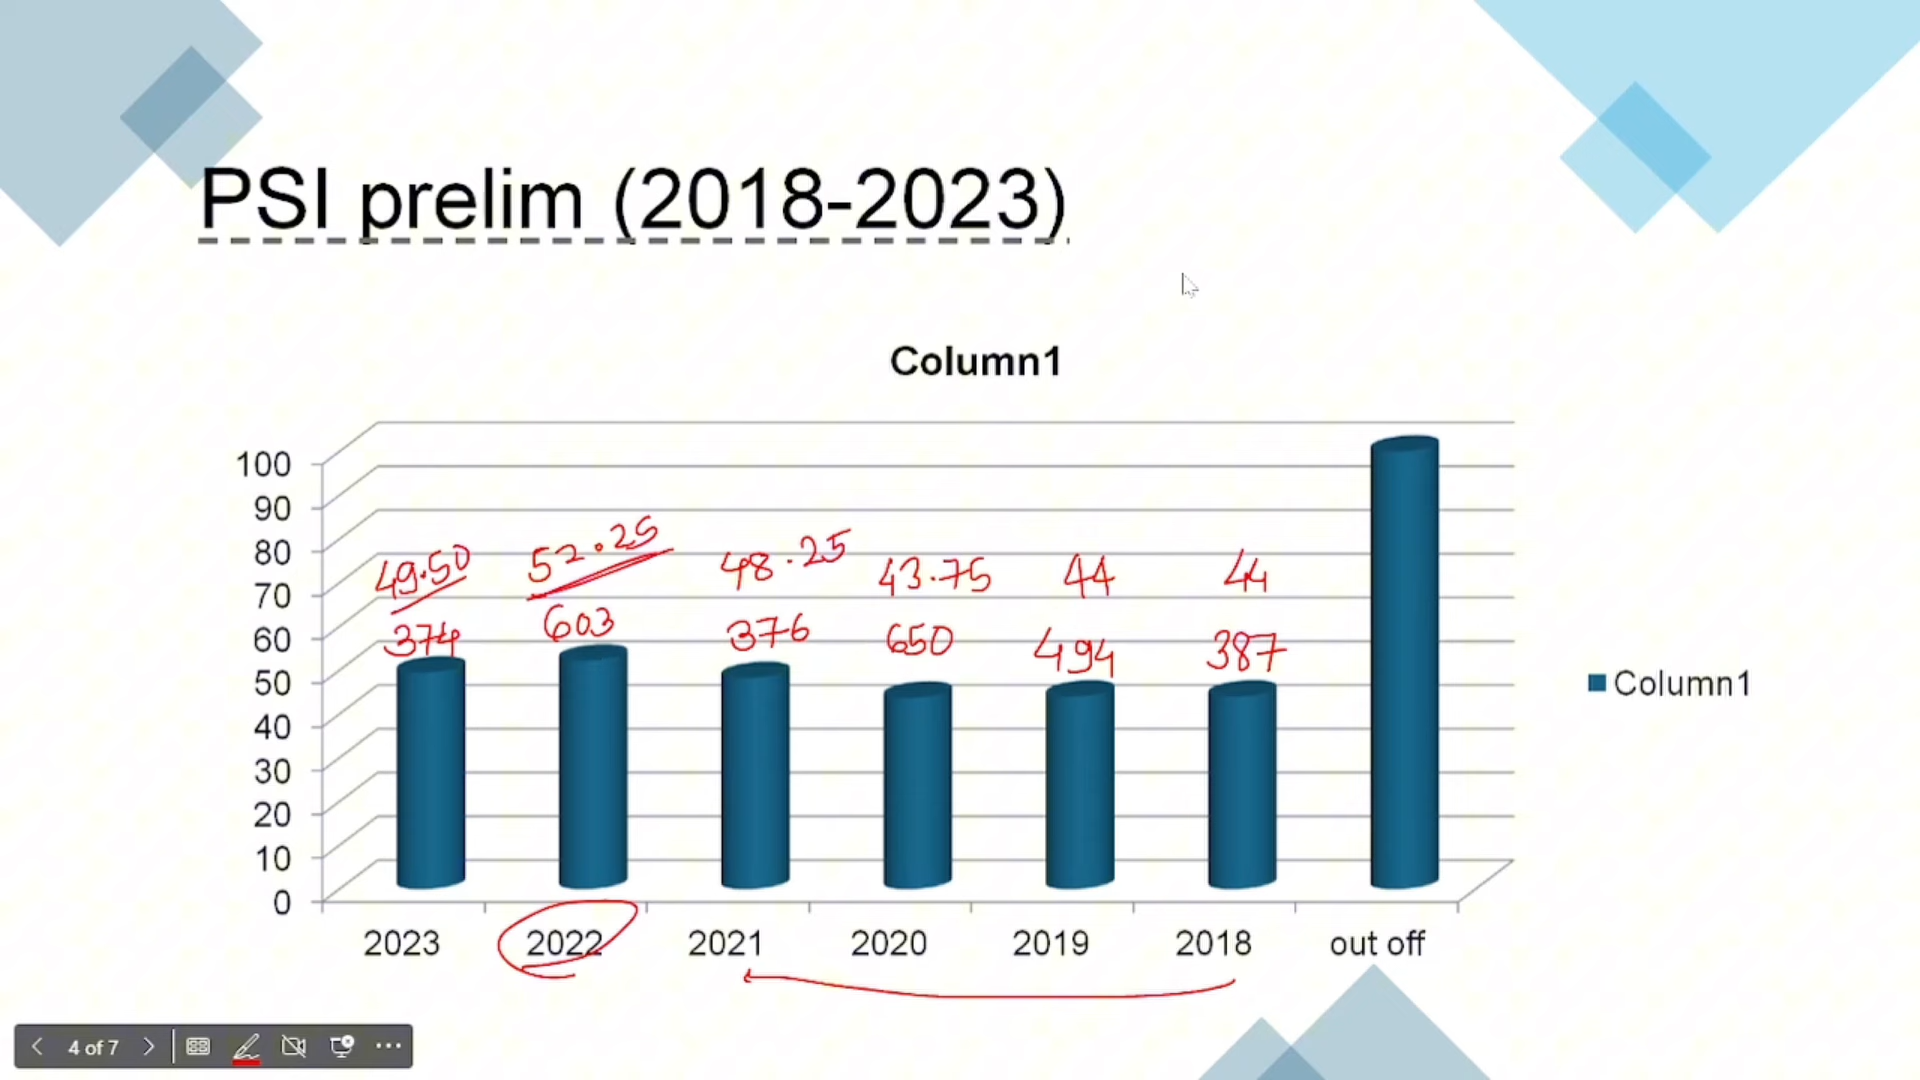 PSI prelim (2018-2023)
Column1
100
90
80
70
60
50
40
30
20
10
0
49.50 52.25 48.25 43.75 44 44
374 603 376 650 494 387
2023 2022 2021 2020 2019 2018 out off
Column1
4 of 7